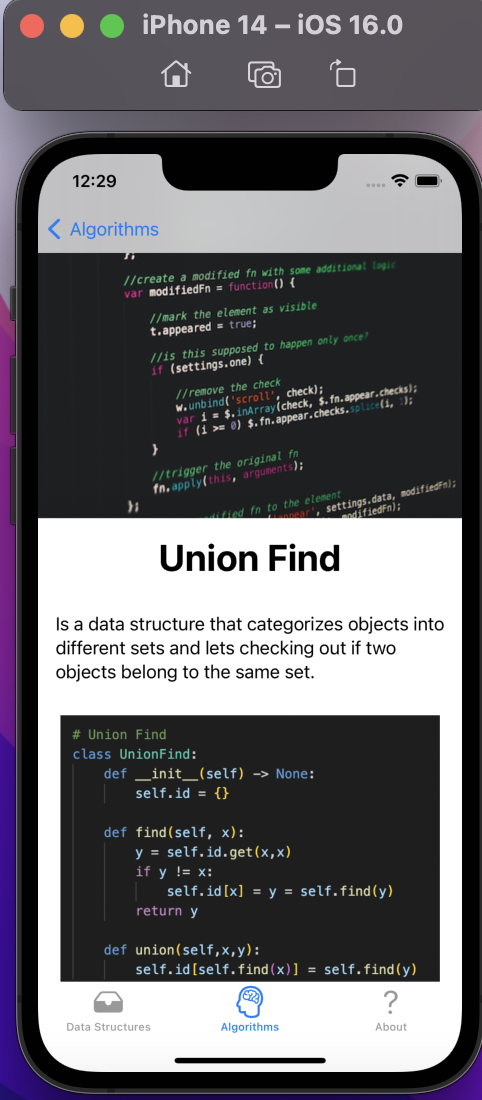 iPhone 14 – iOS 16.0
12:29
Algorithms
};
//create a modified fn with some additional logic
var modifiedFn = function() {
//mark the element as visible
t.appeared = true;
//is this supposed to happen only once?
if (settings.one) {
//remove the check
w.unbind('scroll', check);
var i = $.inArray(check, $.fn.appear.checks);
if (i >= 0) $.fn.appear.checks.splice(i, 1);
}
//trigger the original fn
fn.apply(this, arguments);
};
modified fn to the element
settings.data, modifiedFn);
modifiedFn);
Union Find
Is a data structure that categorizes objects into
different sets and lets checking out if two
objects belong to the same set.
# Union Find
class UnionFind:
def __init__(self) -> None:
self.id = {}
def find(self, x):
y = self.id.get(x,x)
if y != x:
self.id[x] = y = self.find(y)
return y
def union(self,x,y):
self.id[self.find(x)] = self.find(y)
Data Structures
Algorithms
? About